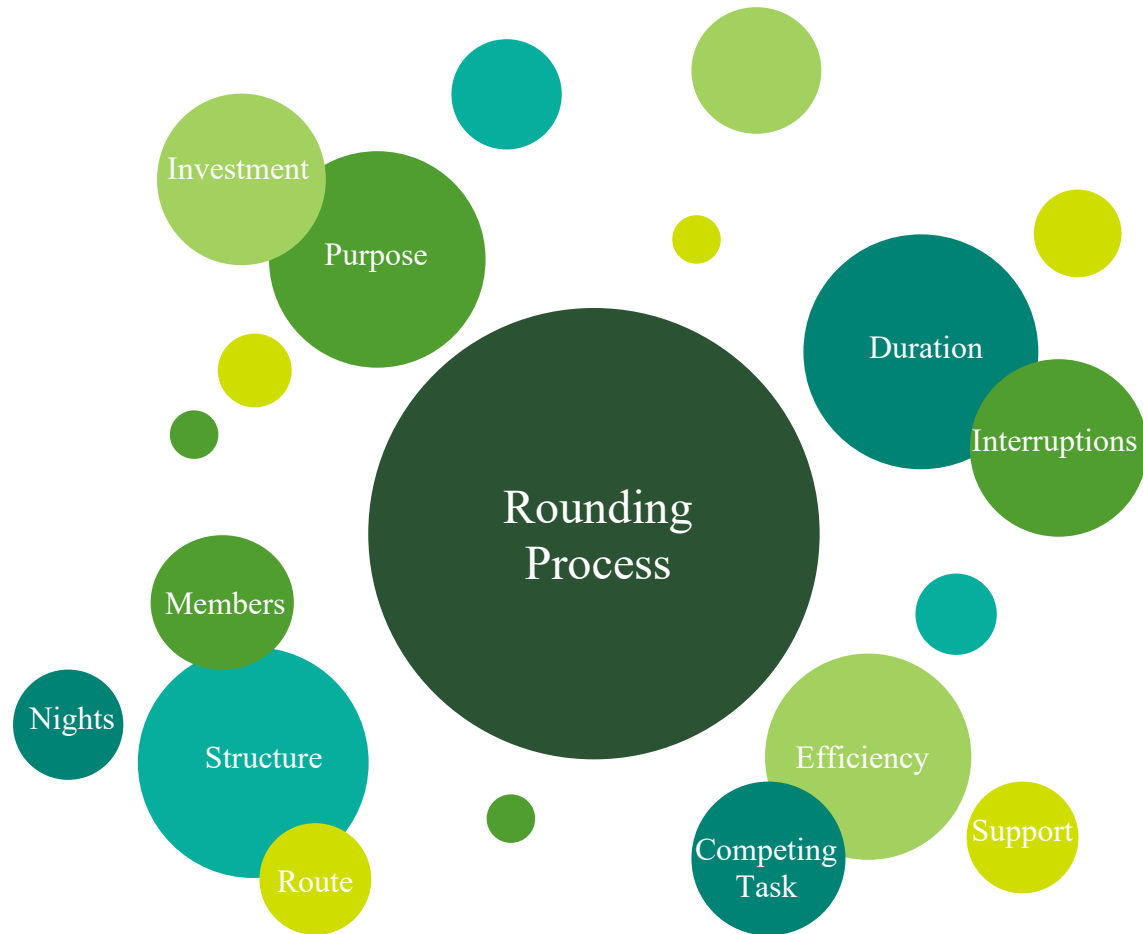 Investment
Purpose
Duration
Interruptions
Rounding
Process
Members
Nights
Structure
Route
Efficiency
Support
Competing
Task